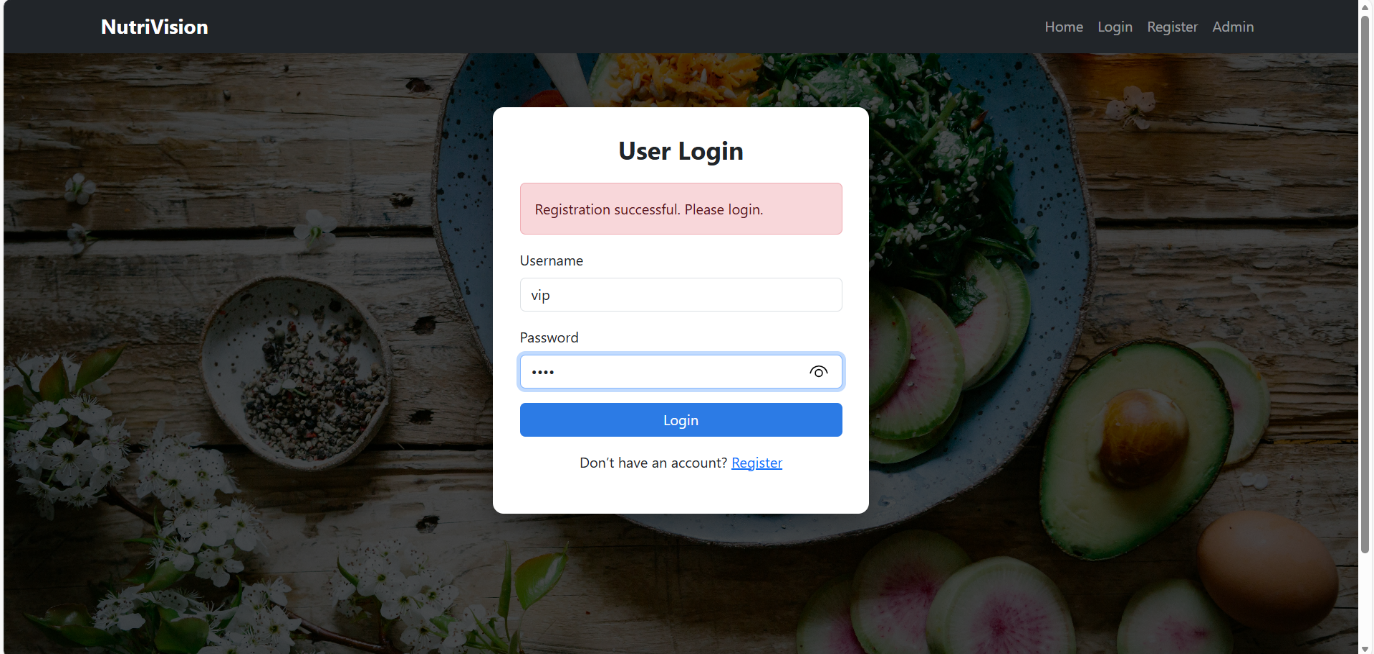 NutriVision
Home Login Register Admin
User Login
Registration successful. Please login.
Username
vip
Password
••••
Login
Don't have an account? Register